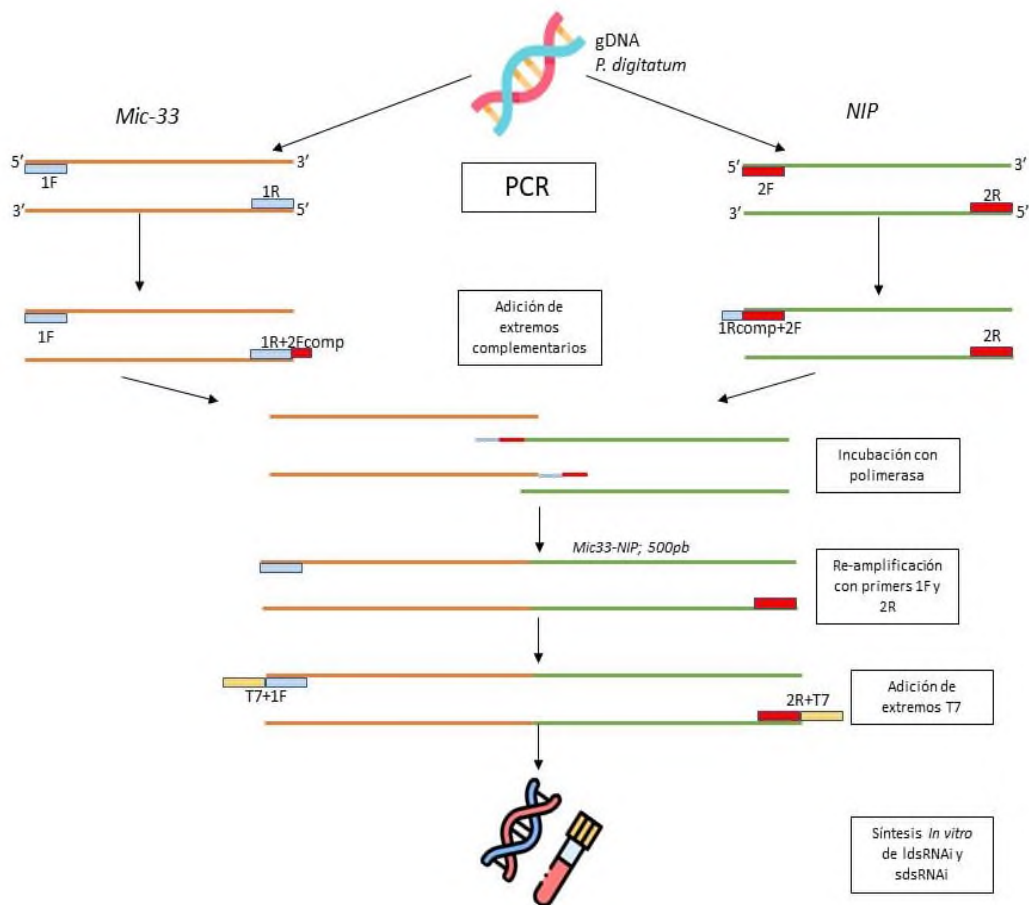 gDNA
P. digitatum
Mic-33
NIP
5’
3’
1F
1R
3’
5’
PCR
5’
3’
2F
2R
3’
5’
1F
1R+2Fcomp
Adición de
extremos
complementarios
1Rcomp+2F
2R
Incubación con
polimerasa
Mic33-NIP; 500pb
Re-amplificación
con primers 1F y
2R
T7+1F
2R+T7
Adición de
extremos T7
Síntesis In vitro
de ldsRNAi y
sdsRNAi